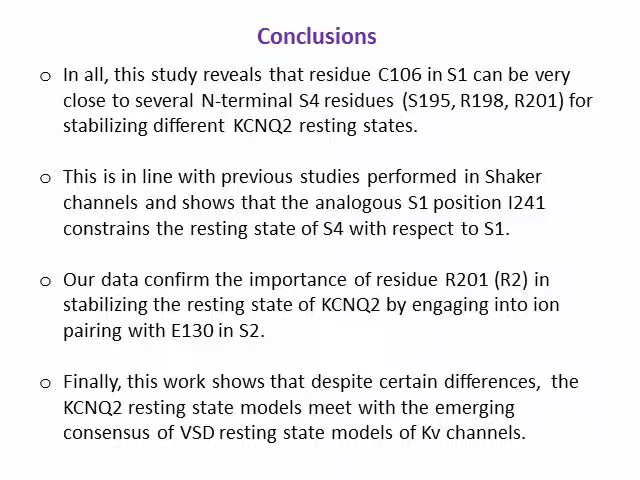 Conclusions
o In all, this study reveals that residue C106 in S1 can be very
close to several N-terminal S4 residues (S195, R198, R201) for
stabilizing different KCNQ2 resting states.
o This is in line with previous studies performed in Shaker
channels and shows that the analogous S1 position I241
constrains the resting state of S4 with respect to S1.
o Our data confirm the importance of residue R201 (R2) in
stabilizing the resting state of KCNQ2 by engaging into ion
pairing with E130 in S2.
o Finally, this work shows that despite certain differences, the
KCNQ2 resting state models meet with the emerging
consensus of VSD resting state models of Kv channels.